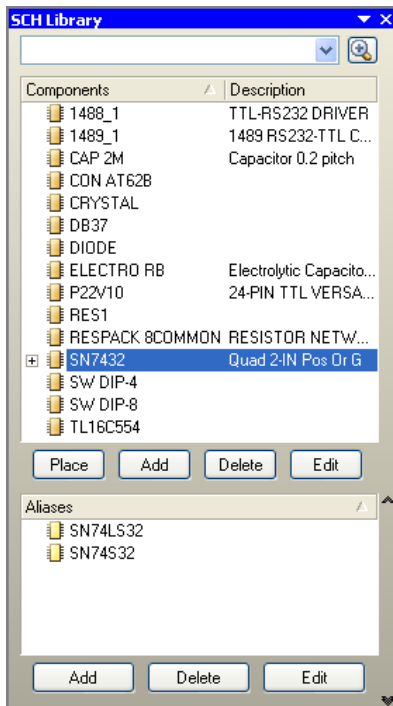 SCH Library
Components Description
1488_1 TTL-RS232 DRIVER
1489_1 1489 RS232-TTL C...
CAP 2M Capacitor 0.2 pitch
CON AT62B
CRYSTAL
DB37
DIODE
ELECTRO RB Electrolytic Capacito...
P22V10 24-PIN TTL VERSA...
RES1
RESPACK 8COMMON RESISTOR NETW...
SN7432 Quad 2-IN Pos Or G
SW DIP-4
SW DIP-8
TL16C554
Place Add Delete Edit
Aliases
SN74LS32
SN74S32
Add Delete Edit